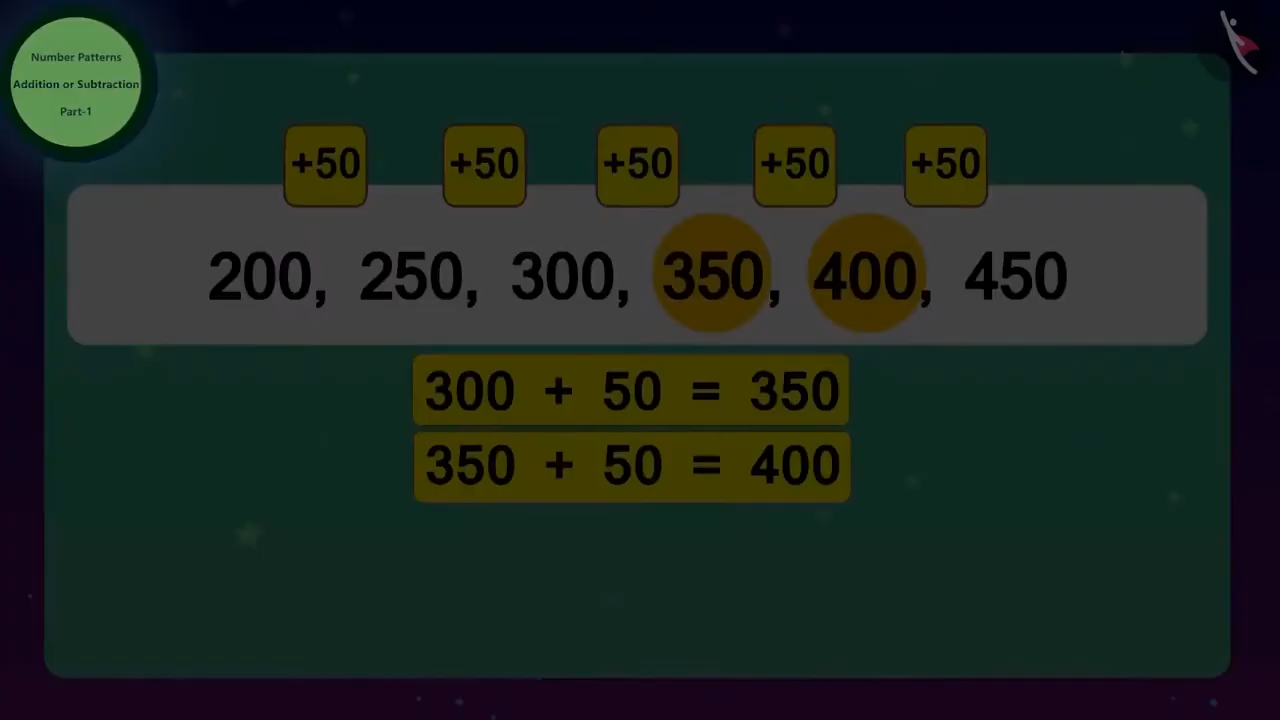 Number Patterns
Addition or Subtraction
Part-1
+50 +50 +50 +50 +50
200, 250, 300, 350, 400, 450
300 + 50 = 350
350 + 50 = 400